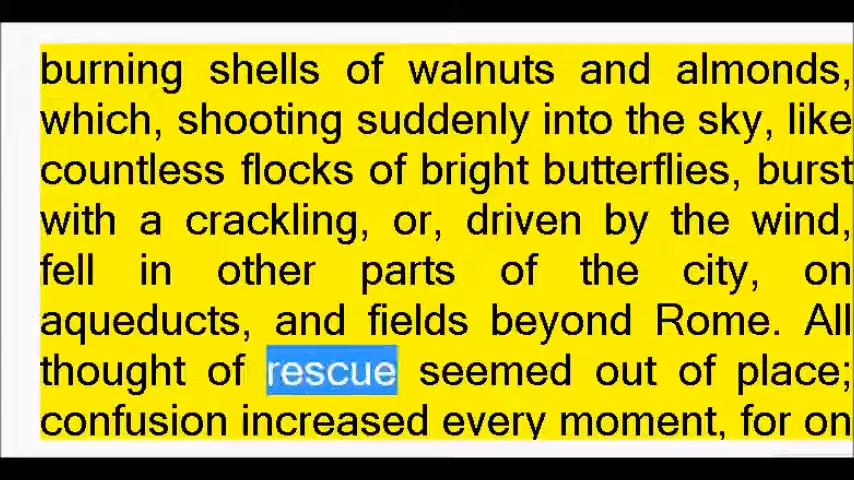 burning shells of walnuts and almonds,
which, shooting suddenly into the sky, like
countless flocks of bright butterflies, burst
with a crackling, or, driven by the wind,
fell in other parts of the city, on
aqueducts, and fields beyond Rome. All
thought of rescue seemed out of place;
confusion increased every moment, for on